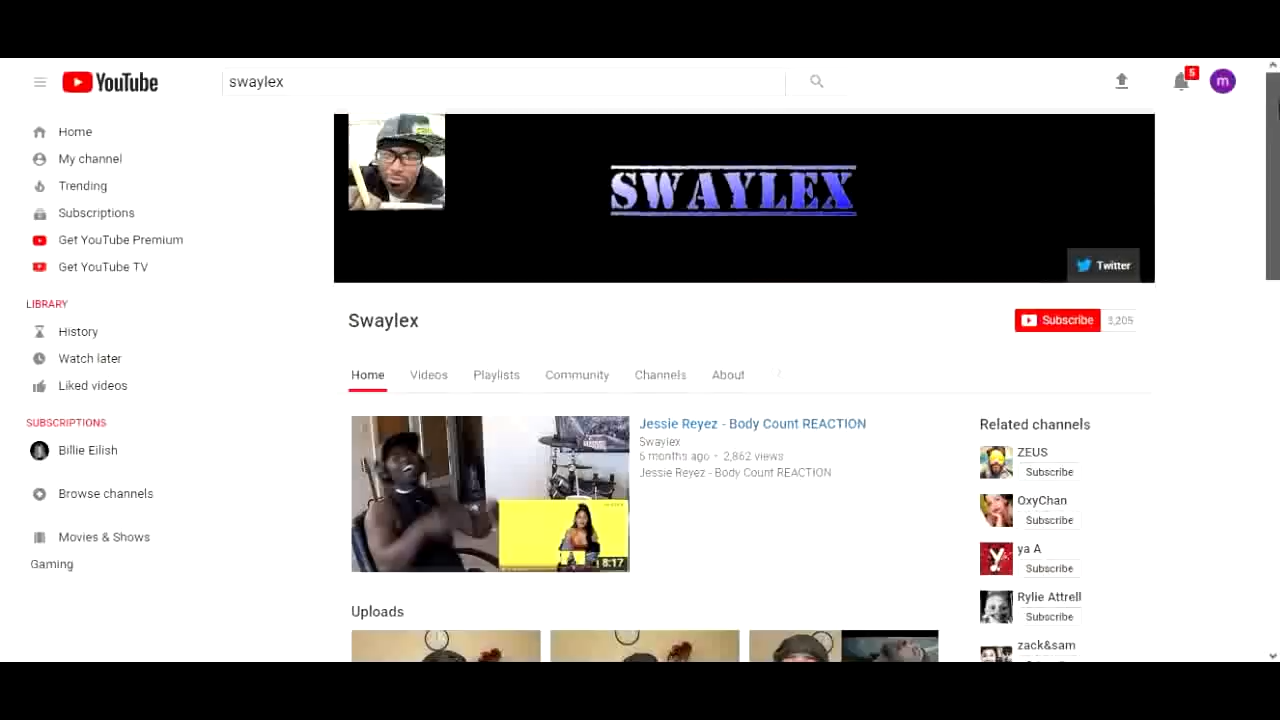 YouTube
swaylex
5
m
Home
My channel
Trending
Subscriptions
Get YouTube Premium
Get YouTube TV
LIBRARY
History
Watch later
Liked videos
SUBSCRIPTIONS
Billie Eilish
Browse channels
Movies & Shows
Gaming
SWAYLEX
Twitter
Swaylex
Subscribe 3,205
Home Videos Playlists Community Channels About
8:17
Jessie Reyez - Body Count REACTION
Swaylex
6 months ago • 2,862 views
Jessie Reyez - Body Count REACTION
Uploads
Related channels
ZEUS
Subscribe
OxyChan
Subscribe
ya A
Subscribe
Rylie Attrell
Subscribe
zack&sam